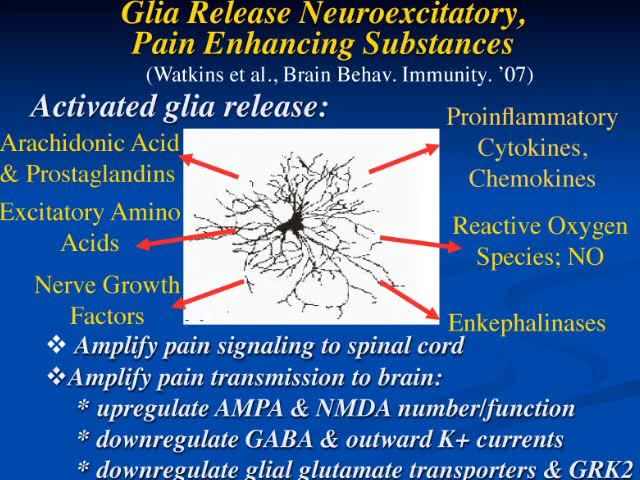 Glia Release Neuroexcitatory,
Pain Enhancing Substances
(Watkins et al., Brain Behav. Immunity. ’07)
Activated glia release:
Arachidonic Acid
& Prostaglandins
Excitatory Amino
Acids
Nerve Growth
Factors
Proinflammatory
Cytokines,
Chemokines
Reactive Oxygen
Species; NO
Enkephalinases
❖ Amplify pain signaling to spinal cord
❖Amplify pain transmission to brain:
* upregulate AMPA & NMDA number/function
* downregulate GABA & outward K+ currents
* downregulate glial glutamate transporters & GRK2